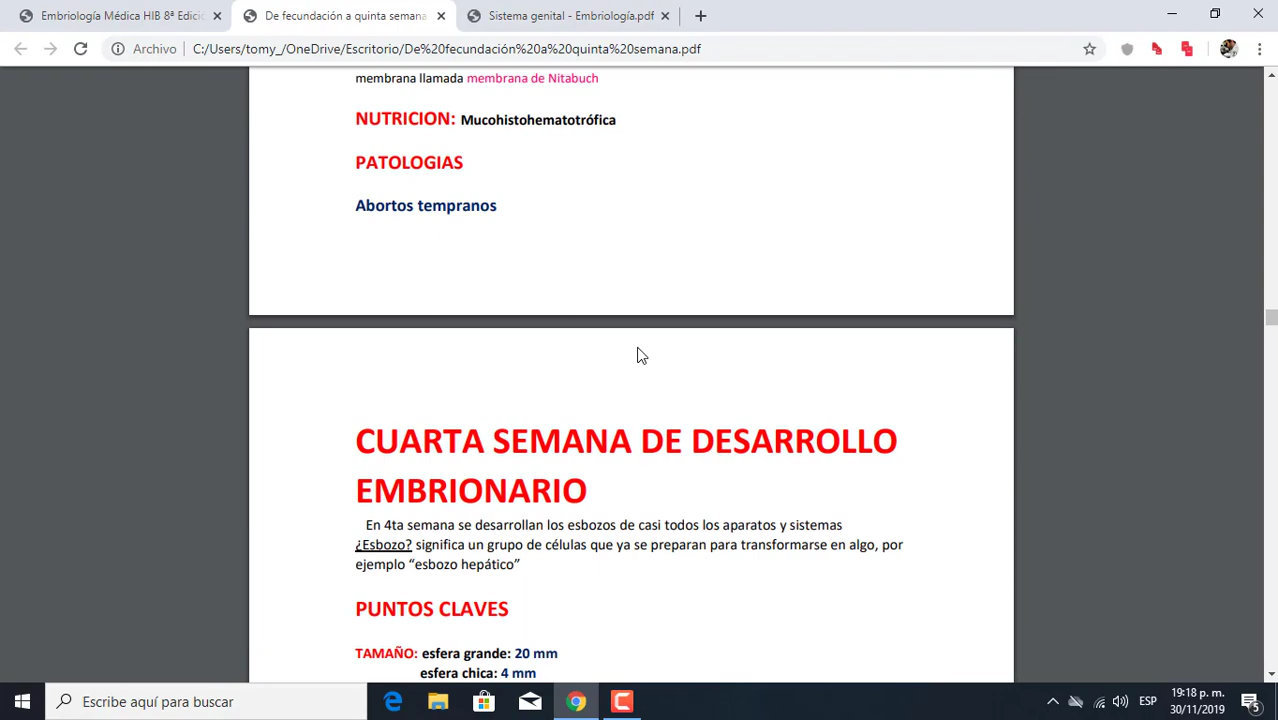 Embriología Médica HIB 8ª Edici
De fecundación a quinta semana
Sistema genital - Embriología.pdf
Archivo
C:/Users/tomy_/OneDrive/Escritorio/De%20fecundación%20a%20quinta%20semana.pdf
membrana llamada membrana de Nitabuch
NUTRICION: Mucohistohematotrófica
PATOLOGIAS
Abortos tempranos
CUARTA SEMANA DE DESARROLLO
EMBRIONARIO
En 4ta semana se desarrollan los esbozos de casi todos los aparatos y sistemas
¿Esbozo? significa un grupo de células que ya se preparan para transformarse en algo, por
ejemplo “esbozo hepático”
PUNTOS CLAVES
TAMAÑO: esfera grande: 20 mm
esfera chica: 4 mm
Escribe aquí para buscar
ESP
19:18 p. m.
30/11/2019
5